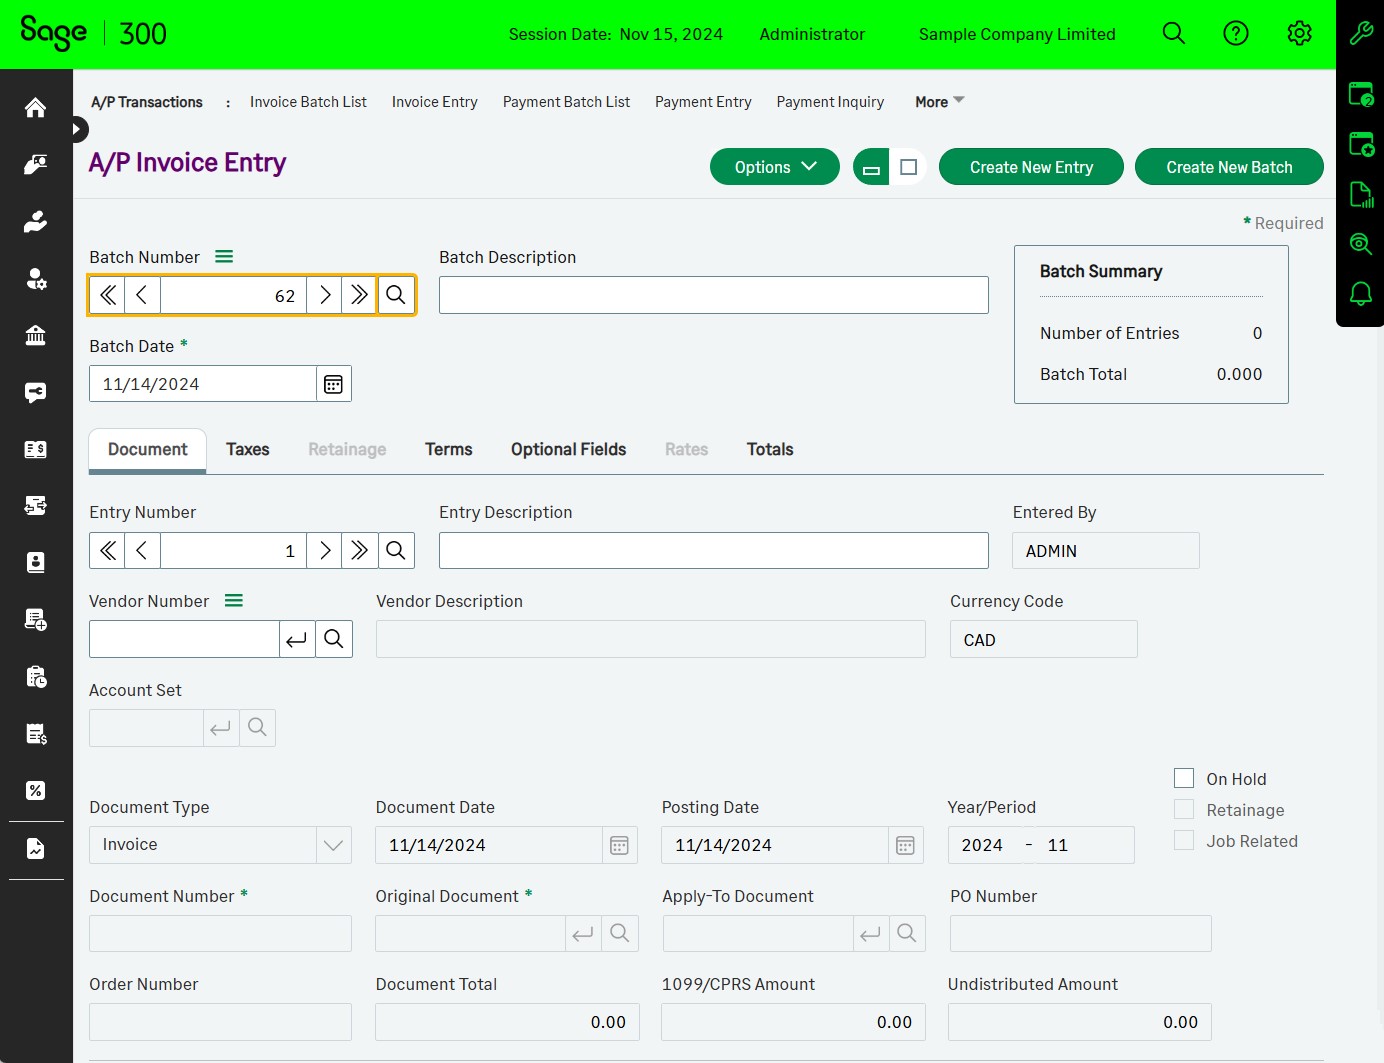 Sage 300
Session Date: Nov 15, 2024 Administrator Sample Company Limited
A/P Transactions : Invoice Batch List Invoice Entry Payment Batch List Payment Entry Payment Inquiry More
A/P Invoice Entry
Options Create New Entry Create New Batch
* Required
Batch Number Batch Description
62
Batch Summary
Number of Entries 0
Batch Total 0.000
Batch Date *
11/14/2024
Document Taxes Retainage Terms Optional Fields Rates Totals
Entry Number Entry Description Entered By
1 ADMIN
Vendor Number Vendor Description Currency Code
CAD
Account Set
On Hold
Retainage
Job Related
Document Type Document Date Posting Date Year/Period
Invoice 11/14/2024 11/14/2024 2024 - 11
Document Number * Original Document * Apply-To Document PO Number
Order Number Document Total 1099/CPRS Amount Undistributed Amount
0.00 0.00 0.00